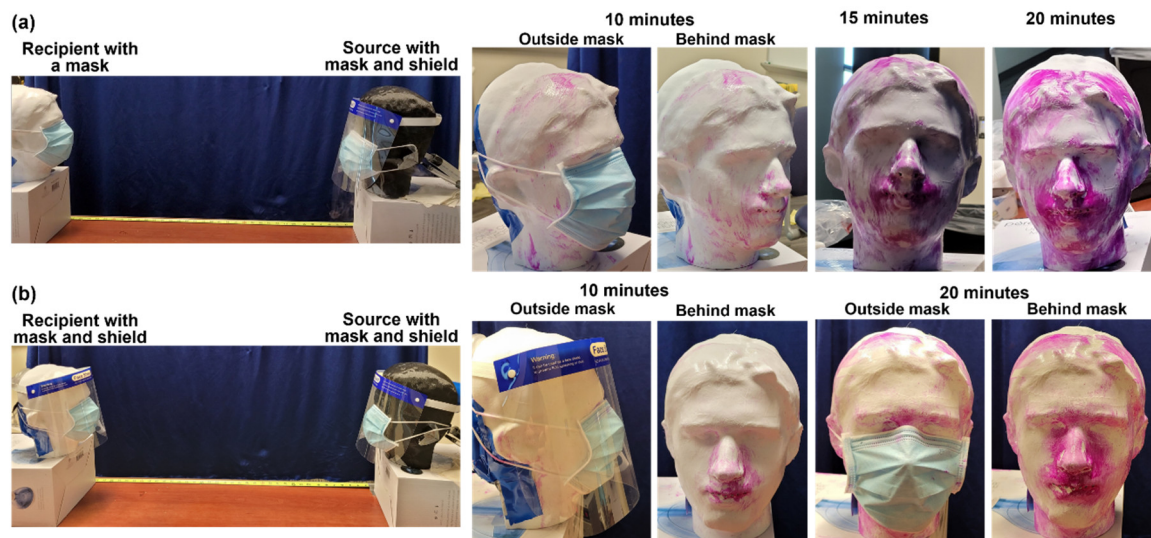 (a)
10 minutes
15 minutes
20 minutes
Recipient with
a mask
Source with
mask and shield
Outside mask
Behind mask
(b)
10 minutes
20 minutes
Recipient with
mask and shield
Source with
mask and shield
Outside mask
Behind mask
Outside mask
Behind mask
Warning: